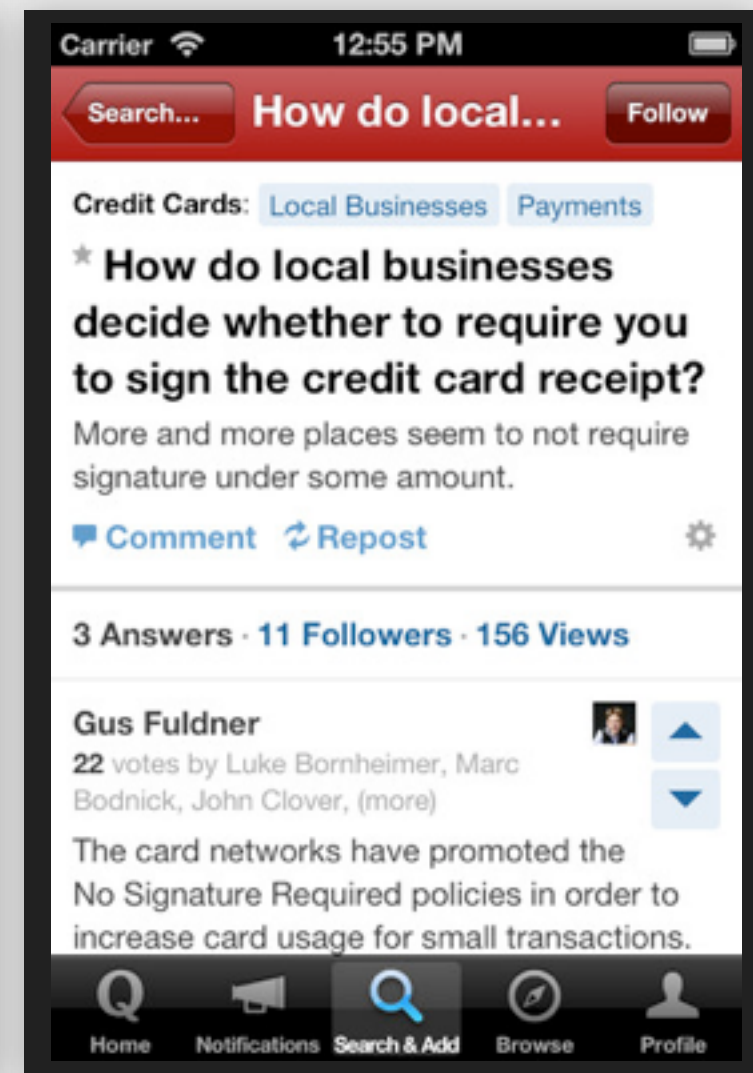 Carrier 12:55 PM
Search... How do local... Follow
Credit Cards: Local Businesses Payments
How do local businesses
decide whether to require you
to sign the credit card receipt?
More and more places seem to not require
signature under some amount.
Comment Repost
3 Answers · 11 Followers · 156 Views
Gus Fuldner
22 votes by Luke Bornheimer, Marc
Bodnick, John Clover, (more)
The card networks have promoted the
No Signature Required policies in order to
increase card usage for small transactions.
Q
Home Notifications Search & Add Browse Profile